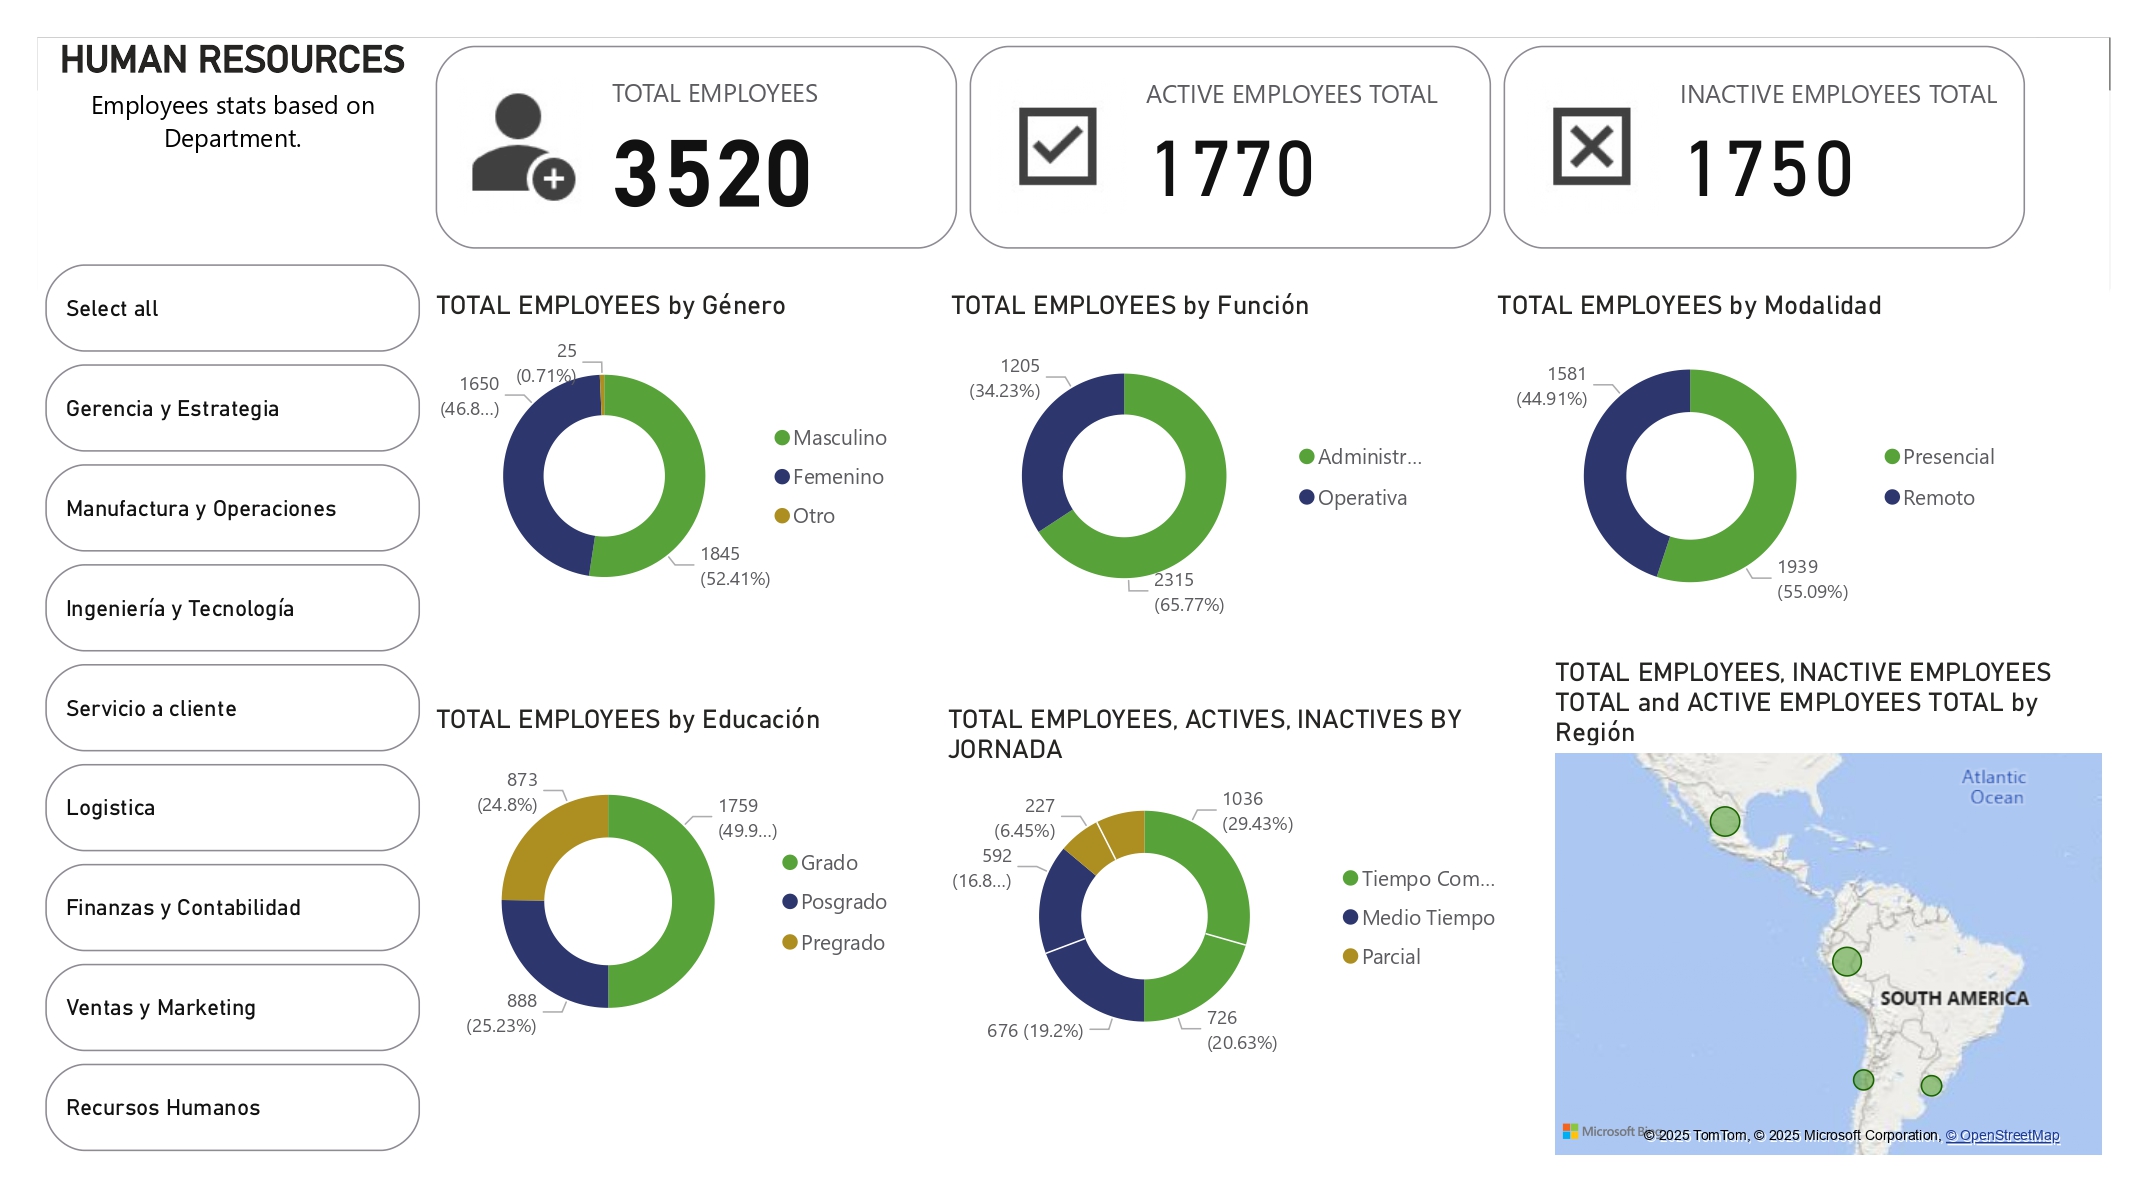 HUMAN RESOURCES
Employees stats based on
Department.
TOTAL EMPLOYEES
3520
ACTIVE EMPLOYEES TOTAL
1770
INACTIVE EMPLOYEES TOTAL
1750
Select all
Gerencia y Estrategia
Manufactura y Operaciones
Ingeniería y Tecnología
Servicio a cliente
Logistica
Finanzas y Contabilidad
Ventas y Marketing
Recursos Humanos
TOTAL EMPLOYEES by Género
25
(0.71%)
1650
(46.8...)
1845
(52.41%)
Masculino
Femenino
Otro
TOTAL EMPLOYEES by Función
1205
(34.23%)
2315
(65.77%)
Administr...
Operativa
TOTAL EMPLOYEES by Modalidad
1581
(44.91%)
1939
(55.09%)
Presencial
Remoto
TOTAL EMPLOYEES by Educación
873
(24.8%)
1759
(49.9...)
888
(25.23%)
Grado
Posgrado
Pregrado
TOTAL EMPLOYEES, ACTIVES, INACTIVES BY
JORNADA
227
(6.45%)
1036
(29.43%)
592
(16.8...)
676 (19.2%)
726
(20.63%)
Tiempo Com...
Medio Tiempo
Parcial
TOTAL EMPLOYEES, INACTIVE EMPLOYEES
TOTAL and ACTIVE EMPLOYEES TOTAL by
Región
Atlantic
Ocean
SOUTH AMERICA
Microsoft Bing
© 2025 TomTom, © 2025 Microsoft Corporation, © OpenStreetMap